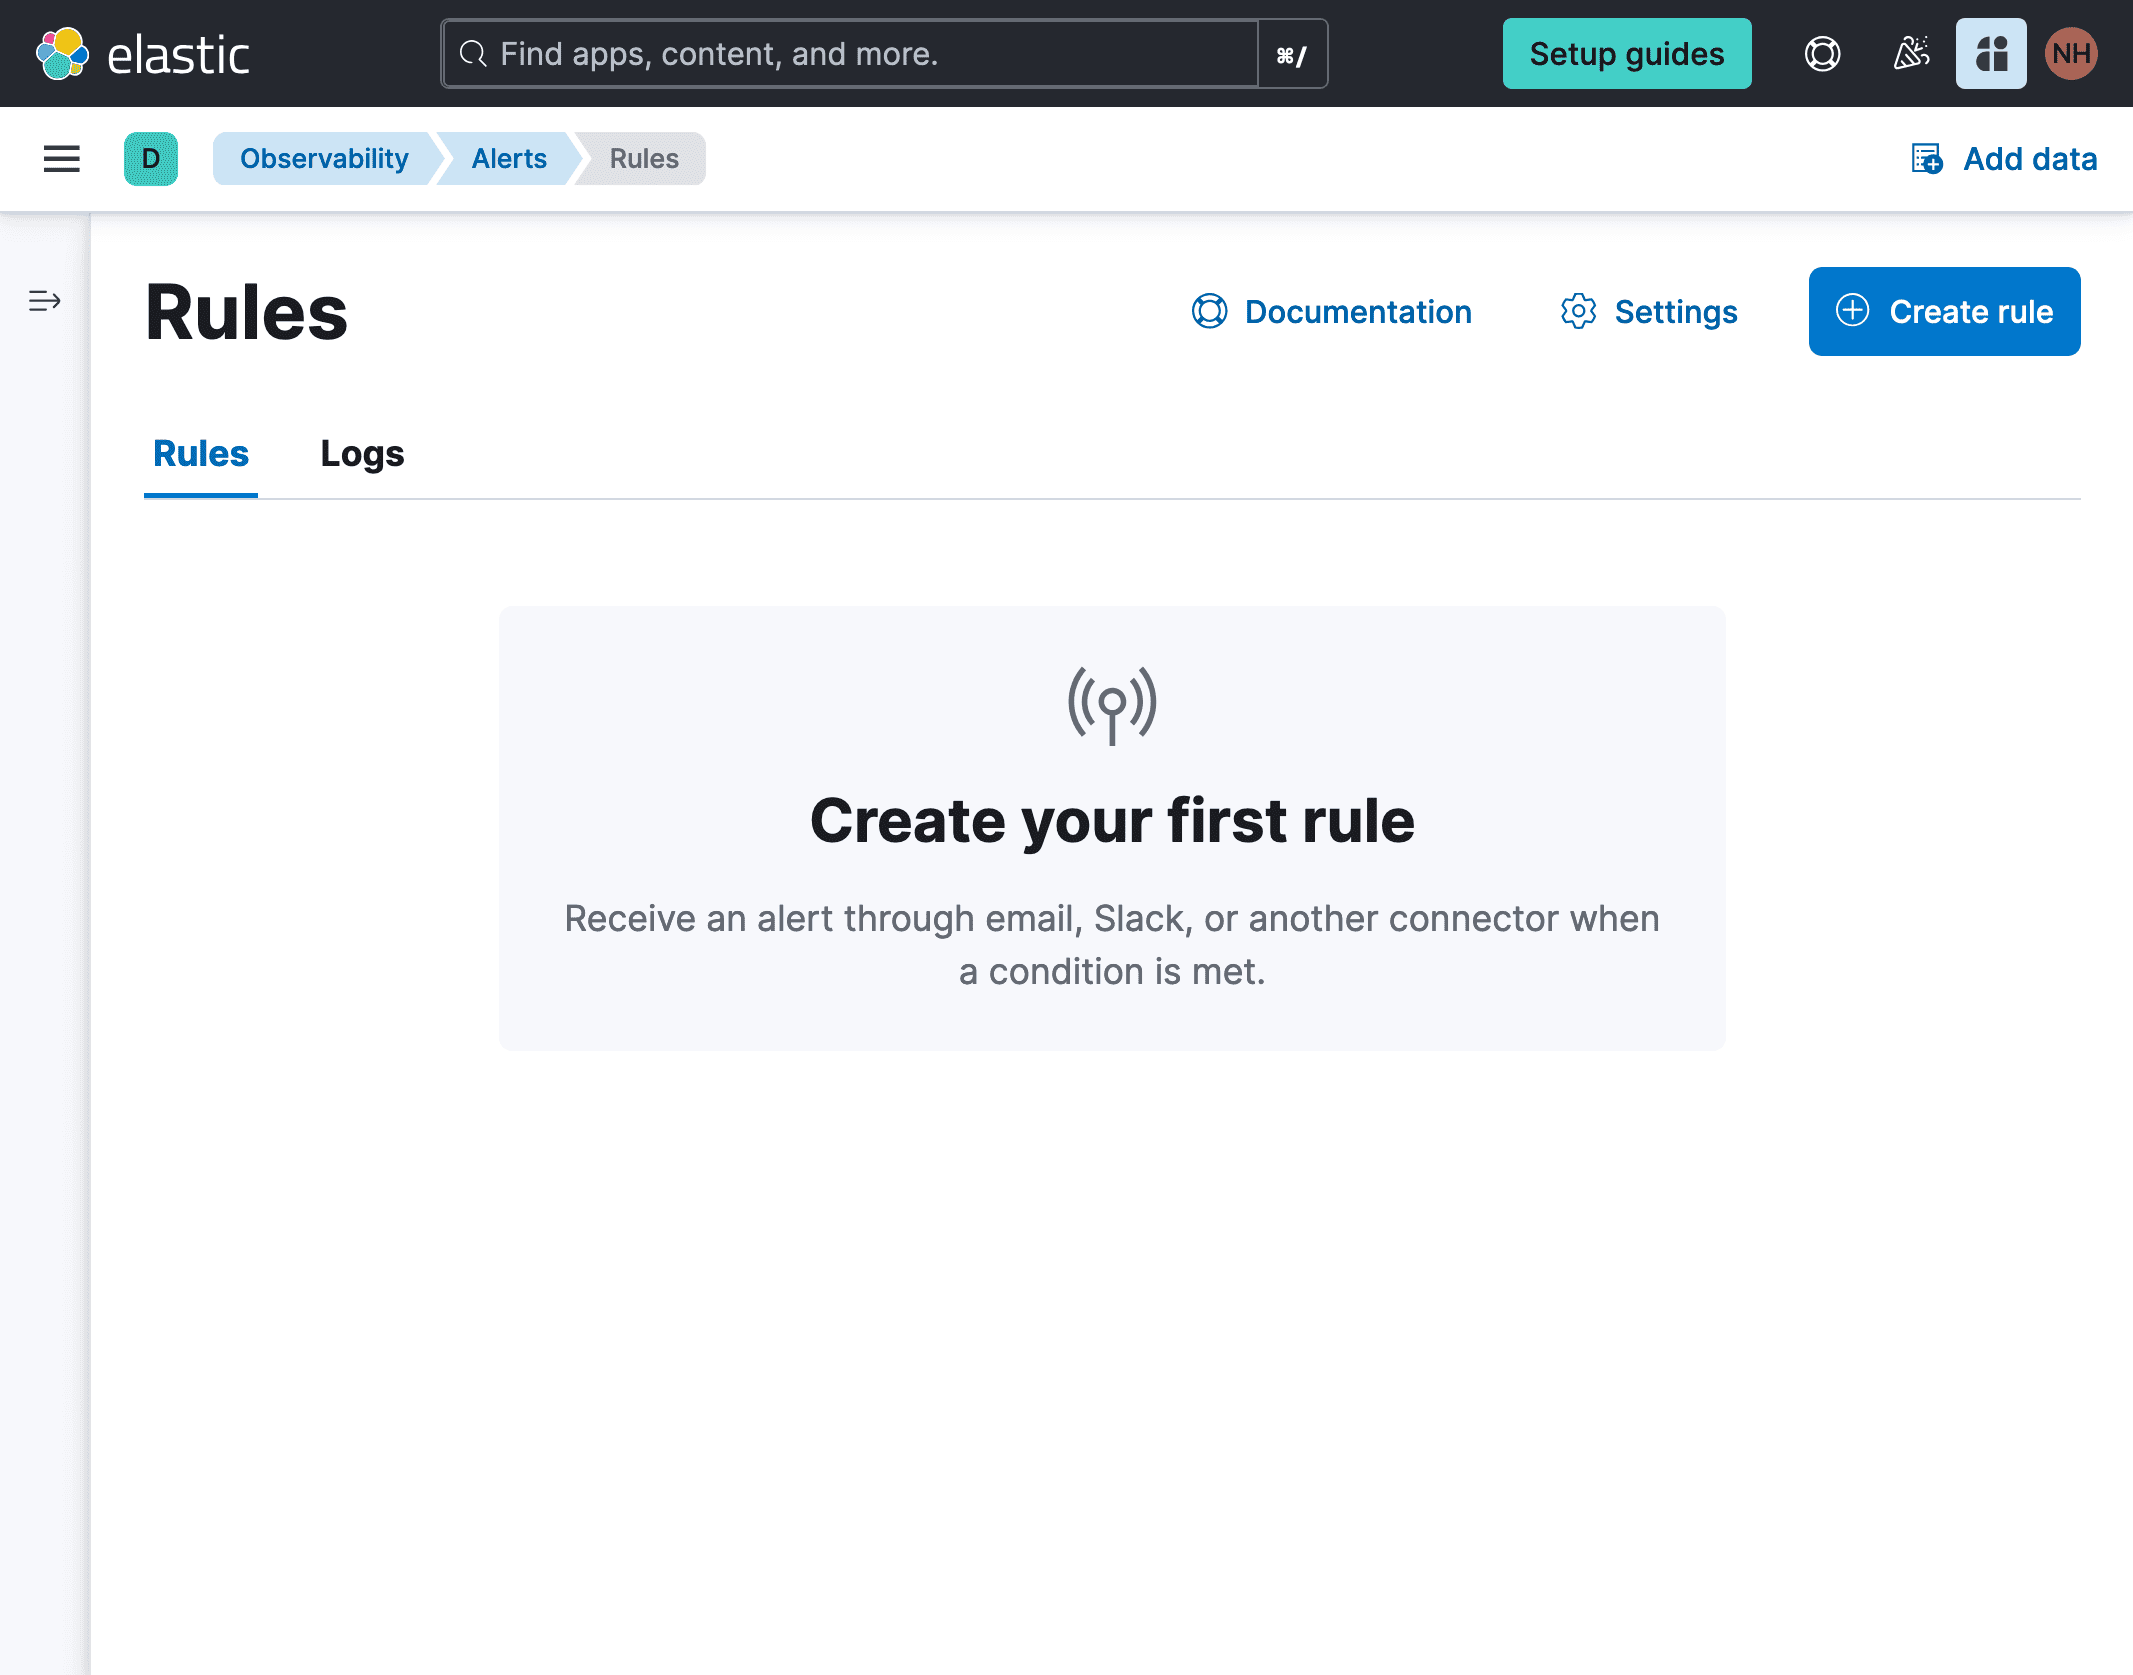 elastic
Find apps, content, and more.
⌘/
Setup guides
NH
D
Observability
Alerts
Rules
Add data
Rules
Documentation
Settings
Create rule
Rules
Logs
Create your first rule
Receive an alert through email, Slack, or another connector when
a condition is met.